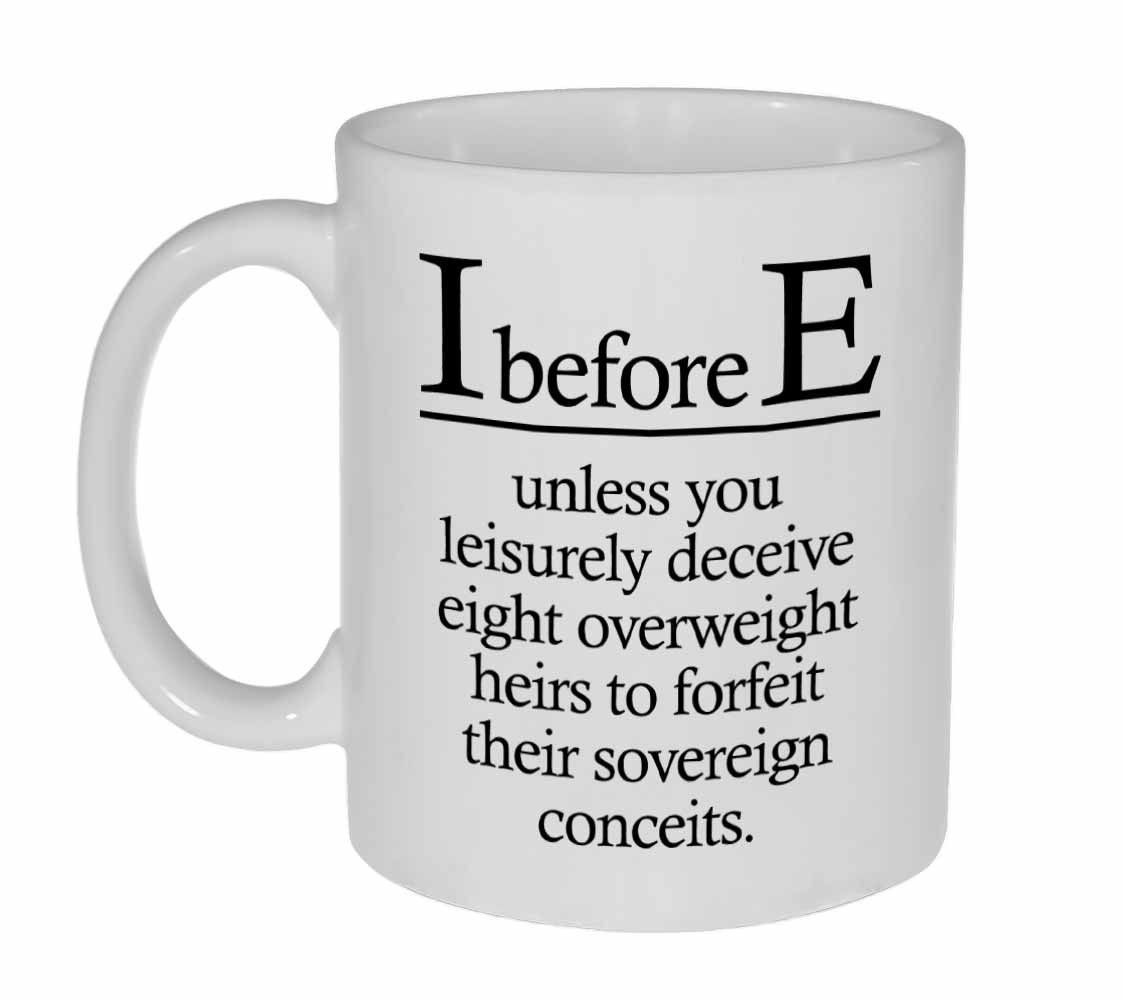 I before E
unless you
leisurely deceive
eight overweight
heirs to forfeit
their sovereign
conceits.